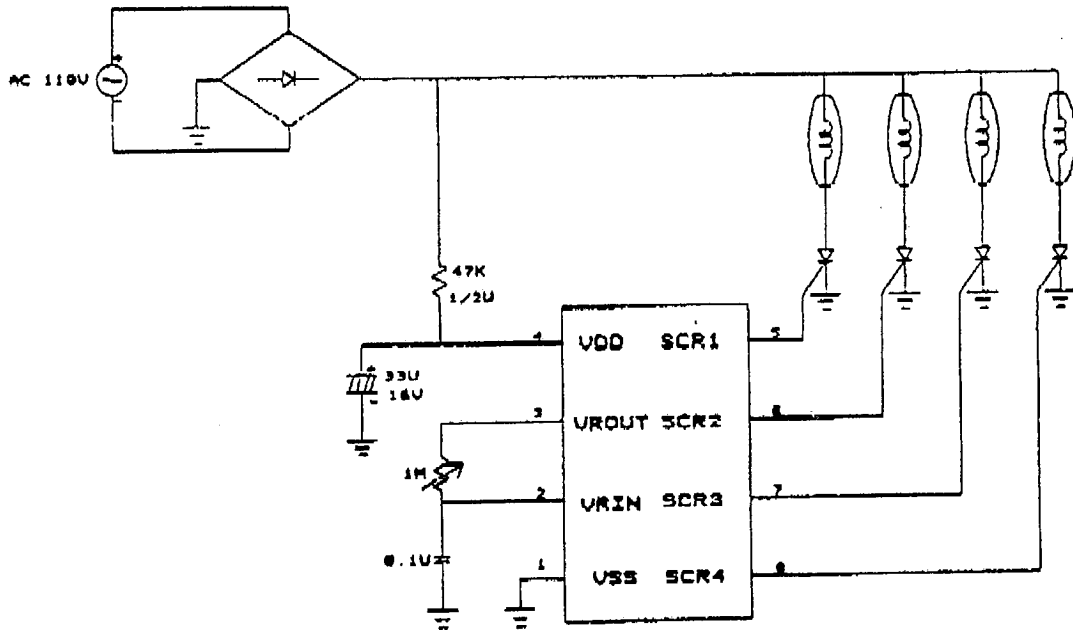 AC 110V
47K
1/2W
4 VDD SCR1 5
33U
16V
3 VROUT SCR2 6
1M
2 VRIN SCR3 7
0.1U
1 VSS SCR4 8